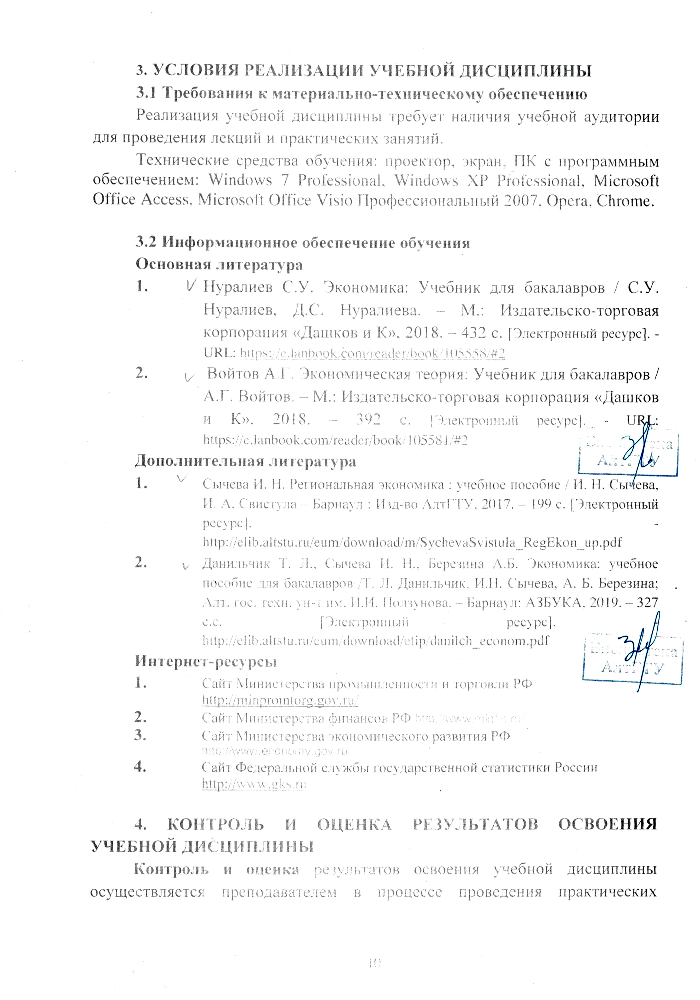 3. УСЛОВИЯ РЕАЛИЗАЦИИ УЧЕБНОЙ ДИСЦИПЛИНЫ
3.1 Требования к материально-техническому обеспечению
Реализация учебной дисциплины требует наличия учебной аудитории
для проведения лекций и практических занятий.
Технические средства обучения: проектор, экран, ПК с программным
обеспечением: Windows 7 Professional, Windows XP Professional, Microsoft
Office Access, Microsoft Office Visio Профессиональный 2007, Opera, Chrome.
3.2 Информационное обеспечение обучения
Основная литература
1. Нуралиев С.У. Экономика: Учебник для бакалавров / С.У.
Нуралиев, Д.С. Нуралиева. – М.: Издательско-торговая
корпорация «Дашков и К», 2018. – 432 с. [Электронный ресурс]. -
URL: https://e.lanbook.com/reader/book/105558/#2
2. Войтов А.Г. Экономическая теория: Учебник для бакалавров /
А.Г. Войтов. – М.: Издательско-торговая корпорация «Дашков
и К», 2018. – 392 с. [Электронный ресурс]. - URL:
https://e.lanbook.com/reader/book/105581/#2
Библиотека
АлтГТУ
Дополнительная литература
1. Сычева И. Н. Региональная экономика : учебное пособие / И. Н. Сычева,
И. А. Свистула – Барнаул : Изд-во АлтГТУ, 2017. – 199 с. [Электронный
ресурс]. -
http://elib.altstu.ru/eum/download/m/SychevaSvistula_RegEkon_up.pdf
2. Данильчик Т. Л., Сычева И. Н., Березина А.Б. Экономика: учебное
пособие для бакалавров /Т. Л. Данильчик, И.Н. Сычева, А. Б. Березина;
Алт. гос. техн. ун-т им. И.И. Ползунова. – Барнаул: АЗБУКА, 2019. – 327
с.с. [Электронный ресурс].
http://elib.altstu.ru/eum/download/etip/danilch_econom.pdf
Библиотека
АлтГТУ
Интернет-ресурсы
1. Сайт Министерства промышленности и торговли РФ
http://minpromtorg.gov.ru/
2. Сайт Министерства финансов РФ http://www.minfin.ru/
3. Сайт Министерства экономического развития РФ
http://www.economy.gov.ru.
4. Сайт Федеральной службы государственной статистики России
http://www.gks.ru
4. КОНТРОЛЬ И ОЦЕНКА РЕЗУЛЬТАТОВ ОСВОЕНИЯ
УЧЕБНОЙ ДИСЦИПЛИНЫ
Контроль и оценка результатов освоения учебной дисциплины
осуществляется преподавателем в процессе проведения практических
10